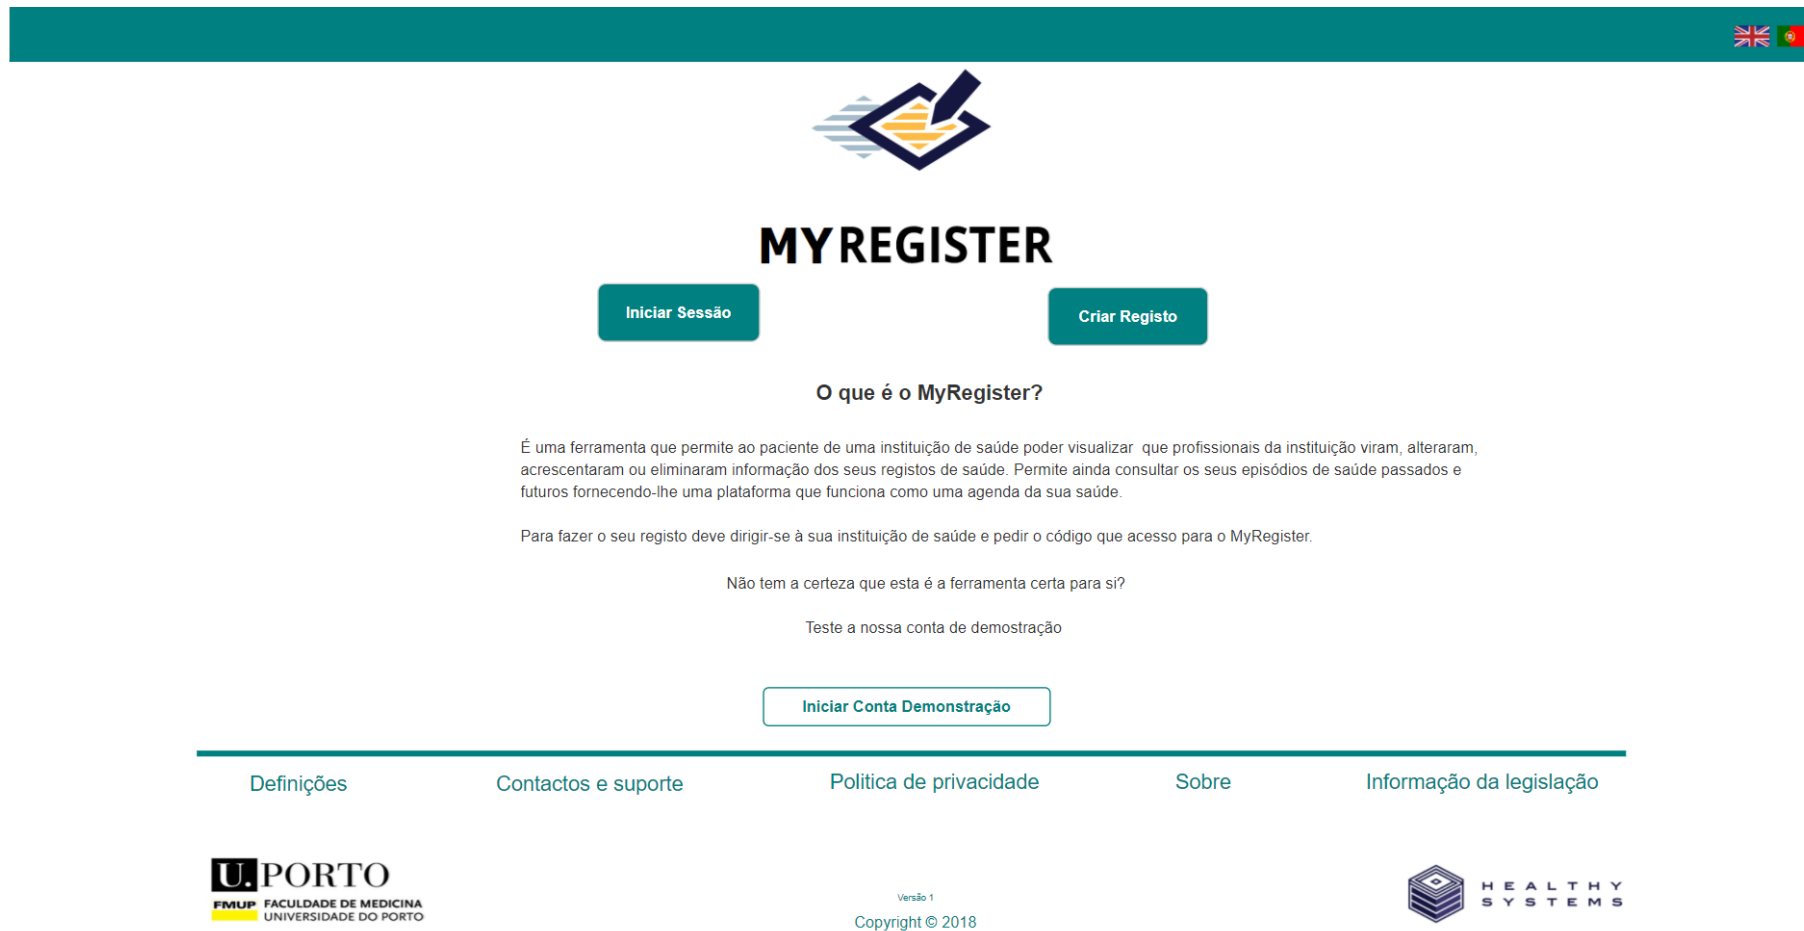 MYREGISTER
Iniciar Sessão
Criar Registo
O que é o MyRegister?
É uma ferramenta que permite ao paciente de uma instituição de saúde poder visualizar  que profissionais da instituição viram, alteraram,
acrescentaram ou eliminaram informação dos seus registos de saúde. Permite ainda consultar os seus episódios de saúde passados e
futuros fornecendo-lhe uma plataforma que funciona como uma agenda da sua saúde.
Para fazer o seu registo deve dirigir-se à sua instituição de saúde e pedir o código que acesso para o MyRegister.
Não tem a certeza que esta é a ferramenta certa para si?
Teste a nossa conta de demostração
Iniciar Conta Demonstração
Definições
Contactos e suporte
Politica de privacidade
Sobre
Informação da legislação
U. PORTO
FMUP FACULDADE DE MEDICINA
UNIVERSIDADE DO PORTO
Versão 1
Copyright © 2018
HEALTHY
SYSTEMS